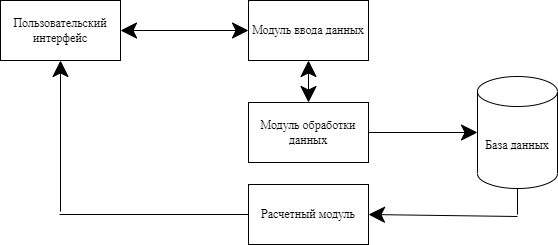 Пользовательский
интерфейс
Модуль ввода данных
Модуль обработки
данных
База данных
Расчетный модуль